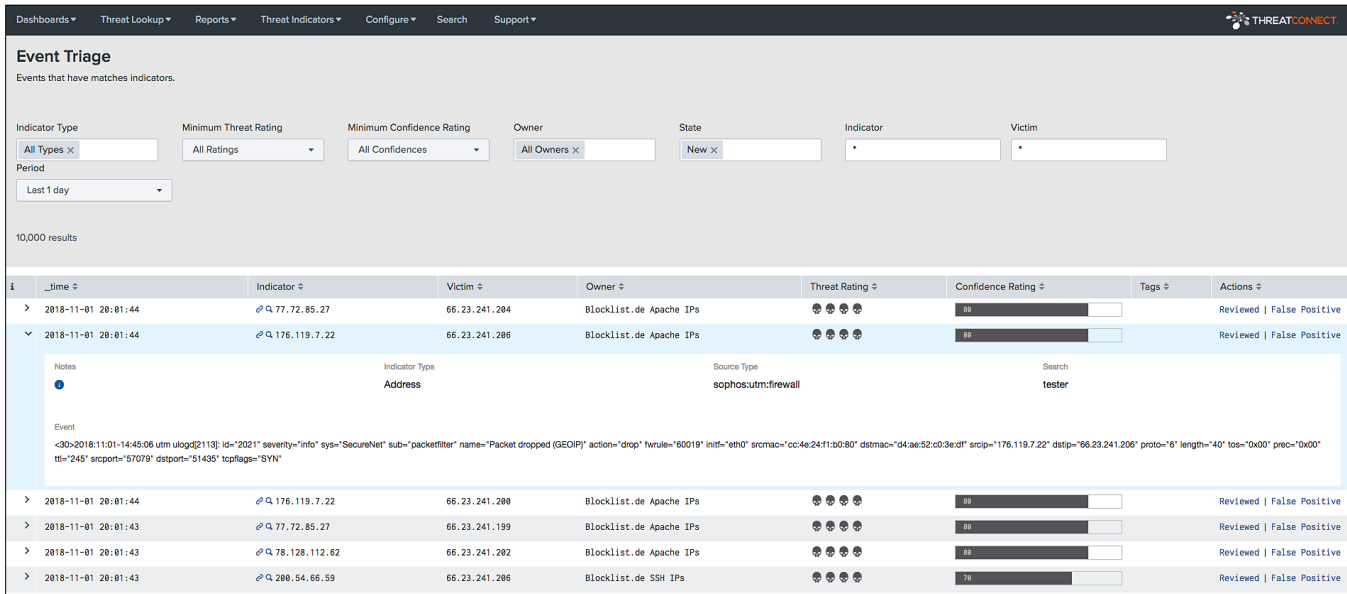 Dashboards Threat Lookup Reports Threat Indicators Configure Search Support THREATCONNECT
Event Triage
Events that have matches indicators.
Indicator Type Minimum Threat Rating Minimum Confidence Rating Owner State Indicator Victim
All Types × All Ratings All Confidences All Owners × New × * *
Period
Last 1 day
10,000 results
i _time Indicator Victim Owner Threat Rating Confidence Rating Tags Actions
2018-11-01 20:01:44 77.72.85.27 66.23.241.204 Blocklist.de Apache IPs 80 Reviewed | False Positive
2018-11-01 20:01:44 176.119.7.22 66.23.241.206 Blocklist.de Apache IPs 80 Reviewed | False Positive
Notes Indicator Type Source Type Search
i Address sophos:utm:firewall tester
Event
<30>2018:11:01-14:45:06 utm ulogd[2113]: id="2021" severity="info" sys="SecureNet" sub="packetfilter" name="Packet dropped (GEOIP)" action="drop" fwrule="60019" initf="eth0" srcmac="cc:4e:24:f1:b0:80" dstmac="d4:ae:52:c0:3e:df" srcip="176.119.7.22" dstip="66.23.241.206" proto="6" length="40" tos="0x00" prec="0x00"
ttl="245" srcport="57079" dstport="51435" tcpflags="SYN"
2018-11-01 20:01:44 176.119.7.22 66.23.241.200 Blocklist.de Apache IPs 80 Reviewed | False Positive
2018-11-01 20:01:43 77.72.85.27 66.23.241.199 Blocklist.de Apache IPs 80 Reviewed | False Positive
2018-11-01 20:01:43 78.128.112.62 66.23.241.202 Blocklist.de Apache IPs 80 Reviewed | False Positive
2018-11-01 20:01:43 200.54.66.59 66.23.241.206 Blocklist.de SSH IPs 70 Reviewed | False Positive